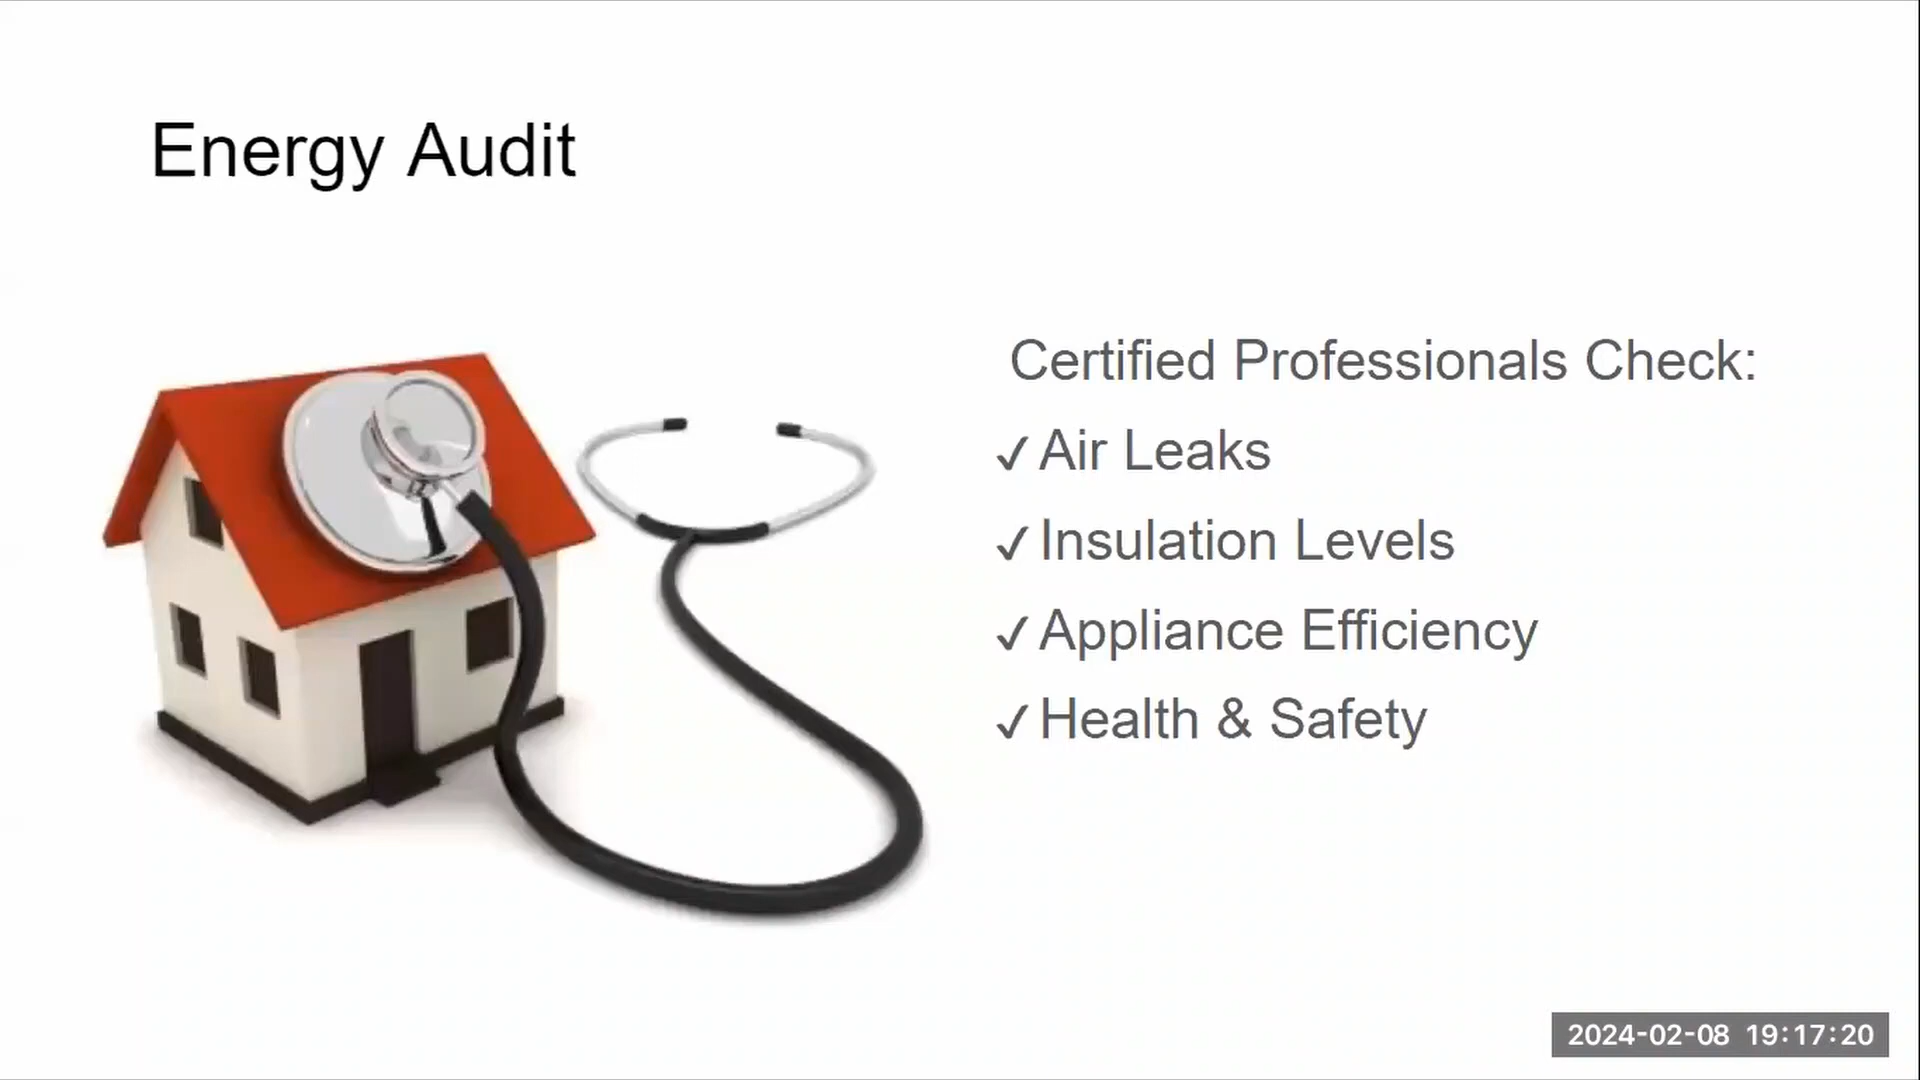 Energy Audit
Certified Professionals Check:
✓Air Leaks
✓Insulation Levels
✓Appliance Efficiency
✓Health & Safety
2024-02-08 19:17:20